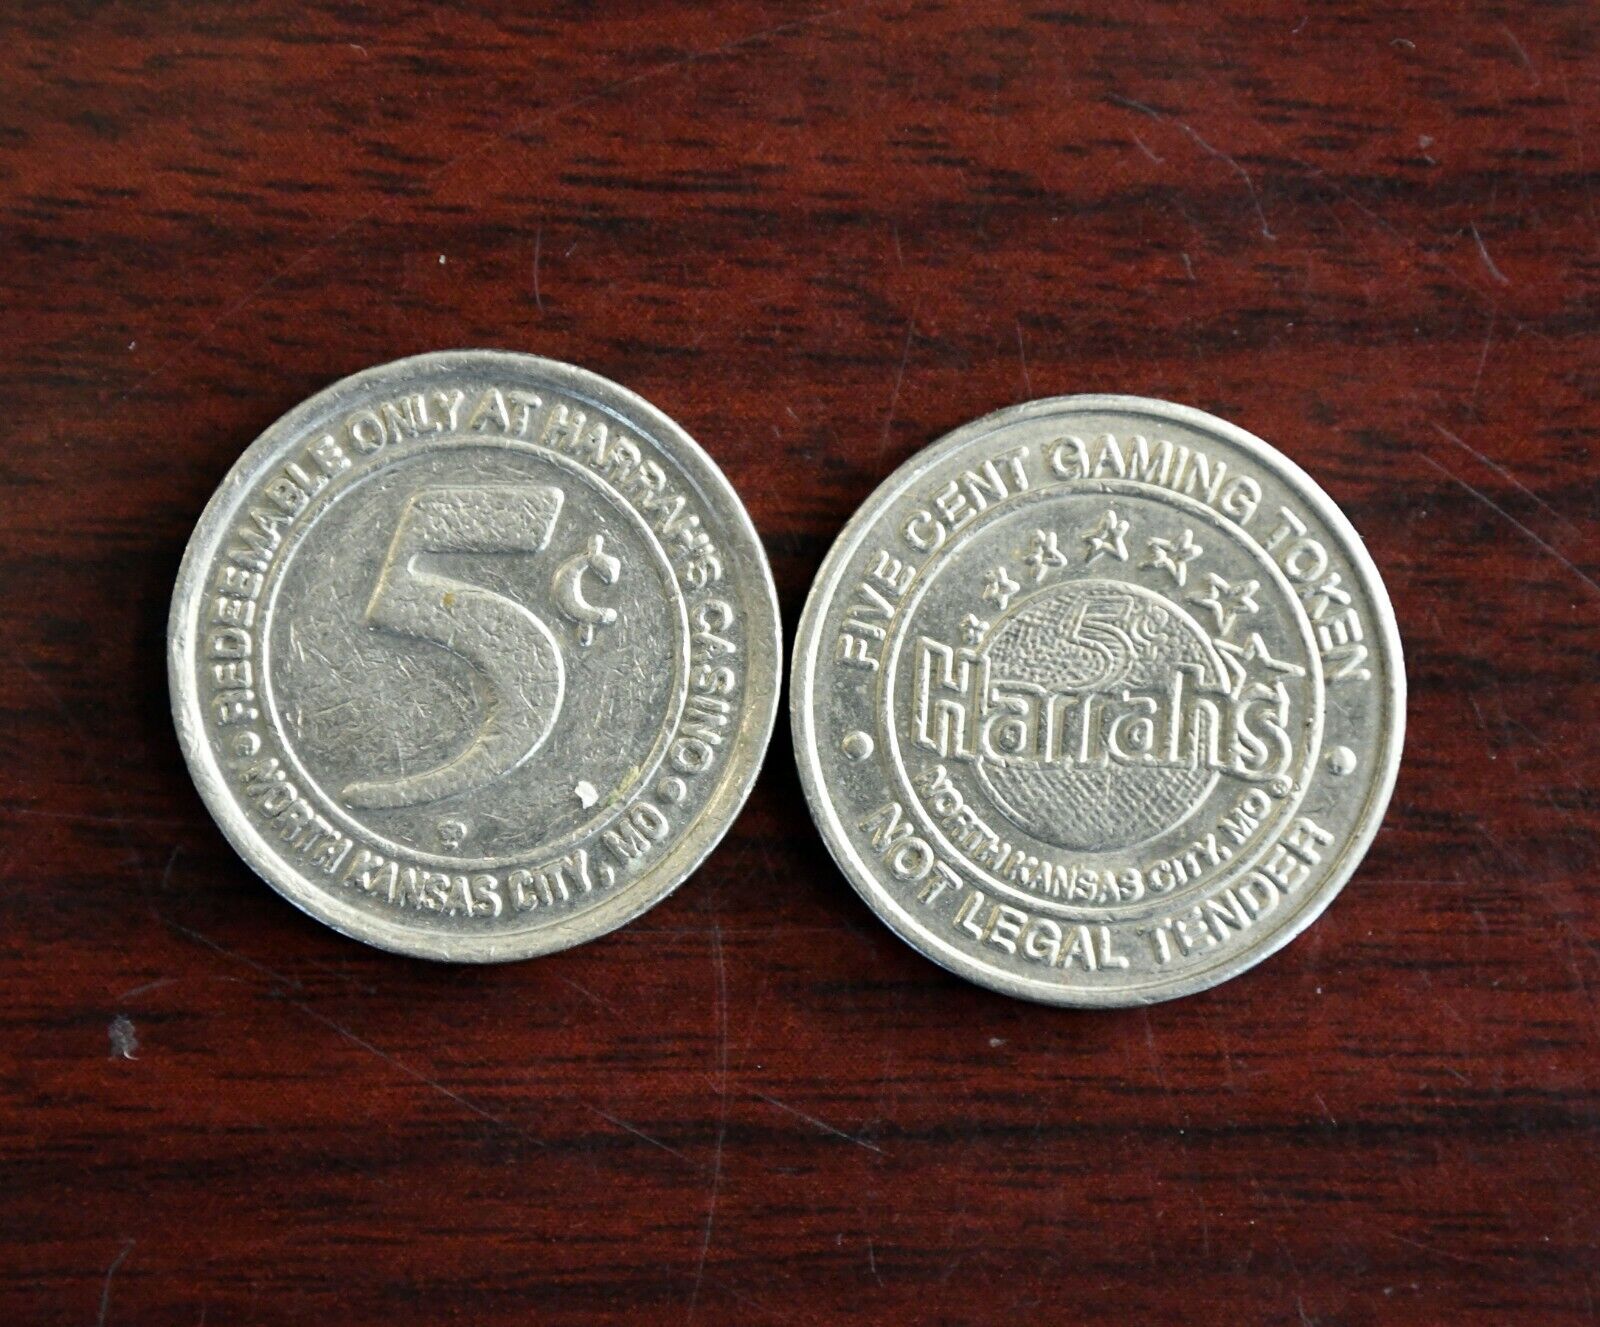 REDEEMABLE ONLY AT HARRAH'S CASINO
5¢
NORTH KANSAS CITY, MO
FIVE CENT GAMING TOKEN
5¢
Harrah's
NORTH KANSAS CITY, MO
NOT LEGAL TENDER